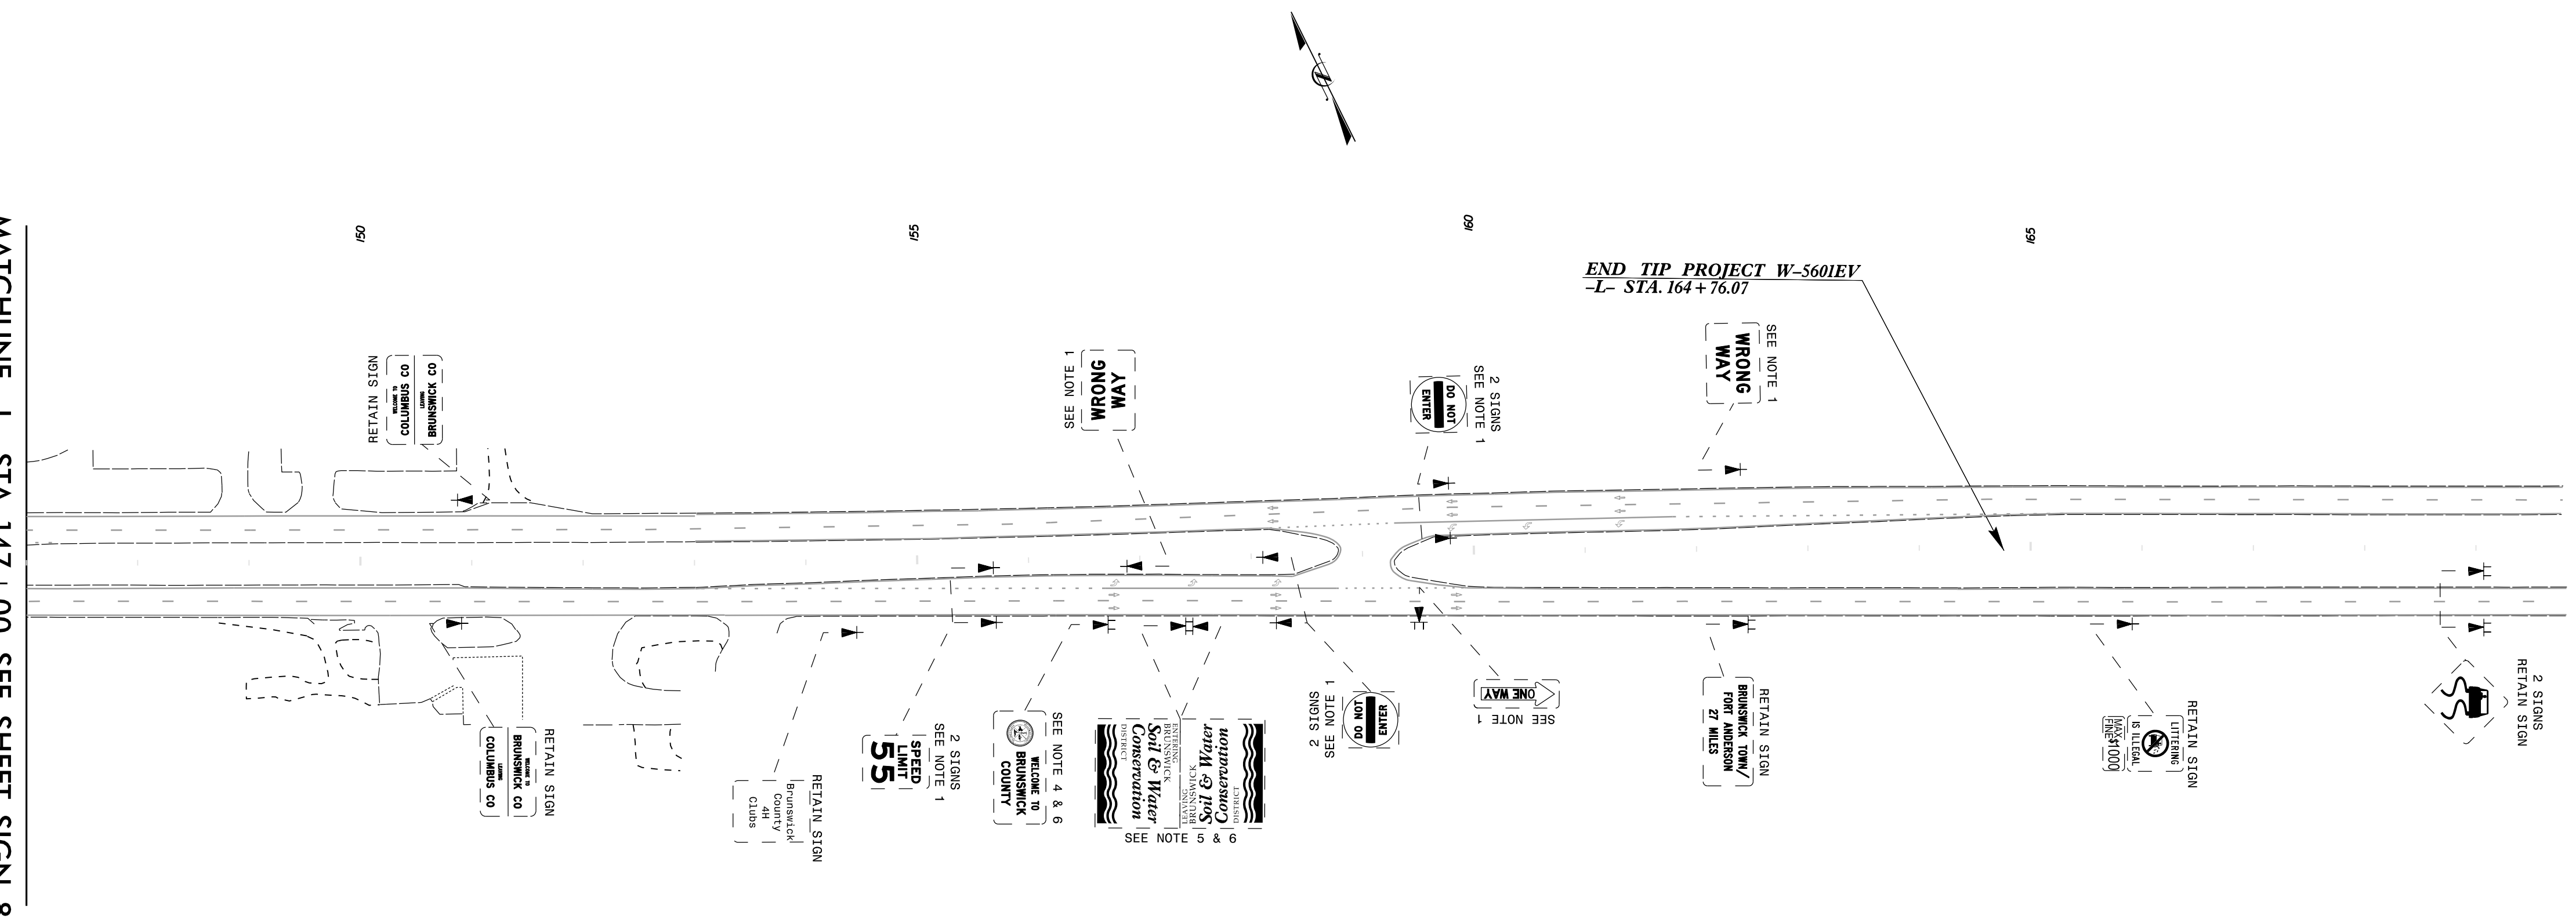 MATCHLINE -L- STA. 147+00 SEE SHEET SIGN 8
150
155
160
165
END TIP PROJECT W-5601EV
-L- STA. 164 + 76.07
RETAIN SIGN
WELCOME TO
COLUMBUS CO
LEAVING
BRUNSWICK CO
SEE NOTE 1
WRONG
WAY
2 SIGNS
SEE NOTE 1
DO NOT
ENTER
SEE NOTE 1
WRONG
WAY
RETAIN SIGN
WELCOME TO
BRUNSWICK CO
LEAVING
COLUMBUS CO
RETAIN SIGN
Brunswick
County
4H
Clubs
2 SIGNS
SEE NOTE 1
SPEED
LIMIT
55
SEE NOTE 4 & 6
WELCOME TO
BRUNSWICK
COUNTY
ENTERING
BRUNSWICK
Soil & Water
Conservation
DISTRICT
LEAVING
BRUNSWICK
Soil & Water
Conservation
DISTRICT
SEE NOTE 5 & 6
2 SIGNS
SEE NOTE 1
DO NOT
ENTER
ONE WAY
SEE NOTE 1
RETAIN SIGN
BRUNSWICK TOWN/
FORT ANDERSON
27 MILES
RETAIN SIGN
LITTERING
IS ILLEGAL
MAX
FINE $1000
2 SIGNS
RETAIN SIGN